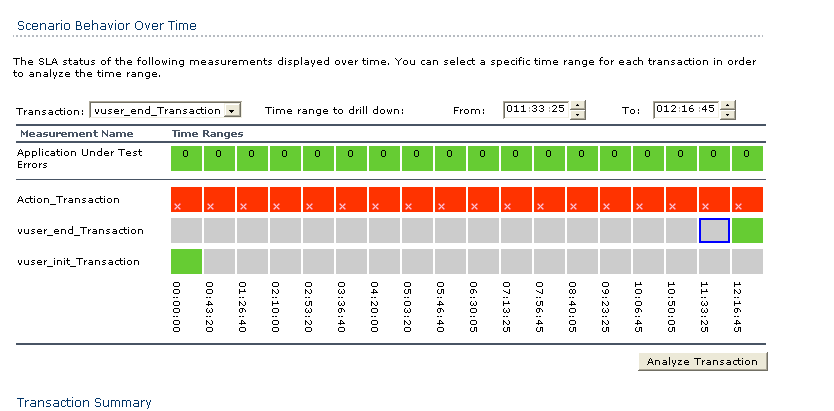 Scenario Behavior Over Time
The SLA status of the following measurements displayed over time. You can select a specific time range for each transaction in order
to analyze the time range.
Transaction: vuser_end_Transaction Time range to drill down: From: 011:33 :25 To: 012:16 :45
Measurement Name Time Ranges
Application Under Test
Errors
0 0 0 0 0 0 0 0 0 0 0 0 0 0 0 0 0 0
Action_Transaction
vuser_end_Transaction
vuser_init_Transaction
00:00:00
00:43:20
01:26:40
02:10:00
02:53:20
03:36:40
04:20:00
05:03:20
05:46:40
06:30:05
07:13:25
07:56:45
08:40:05
09:23:25
10:06:45
10:50:05
11:33:25
12:16:45
Analyze Transaction
Transaction Summary